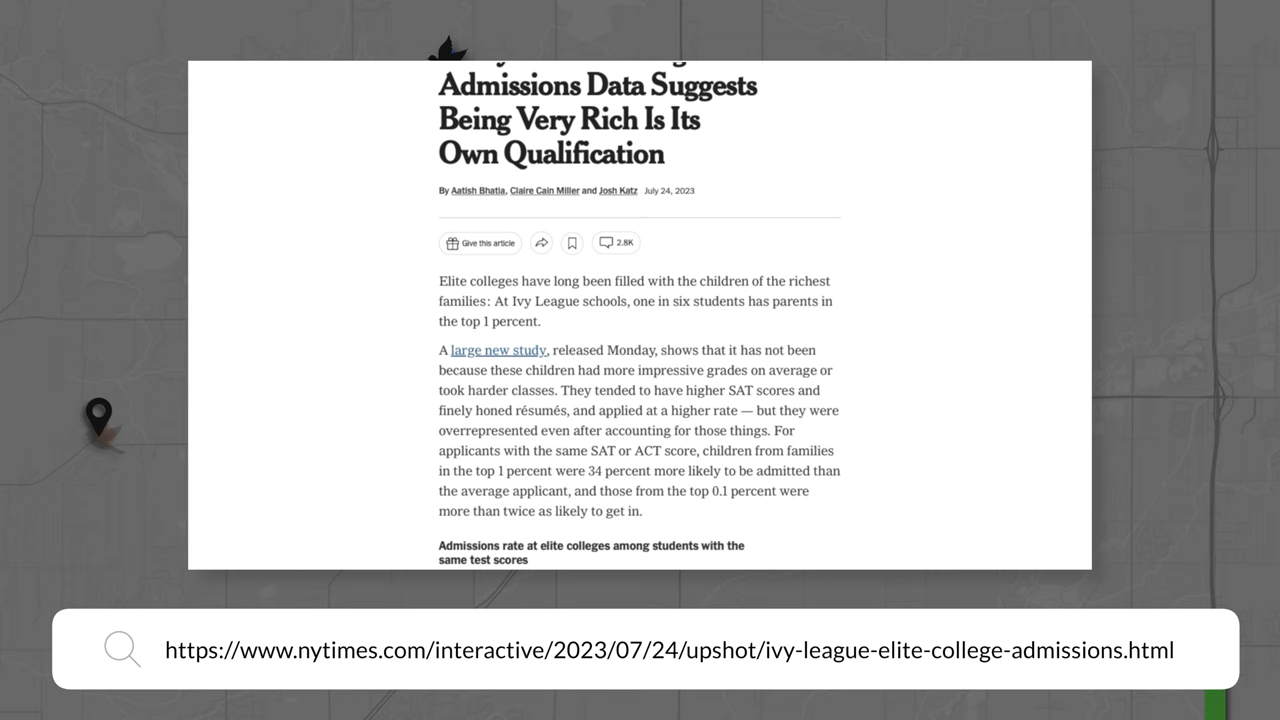 Admissions Data Suggests
Being Very Rich Is Its
Own Qualification
By Aatish Bhatia, Claire Cain Miller and Josh Katz July 24, 2023
Give this article
2.8K
Elite colleges have long been filled with the children of the richest
families: At Ivy League schools, one in six students has parents in
the top 1 percent.
A large new study, released Monday, shows that it has not been
because these children had more impressive grades on average or
took harder classes. They tended to have higher SAT scores and
finely honed résumés, and applied at a higher rate — but they were
overrepresented even after accounting for those things. For
applicants with the same SAT or ACT score, children from families
in the top 1 percent were 34 percent more likely to be admitted than
the average applicant, and those from the top 0.1 percent were
more than twice as likely to get in.
Admissions rate at elite colleges among students with the
same test scores
https://www.nytimes.com/interactive/2023/07/24/upshot/ivy-league-elite-college-admissions.html